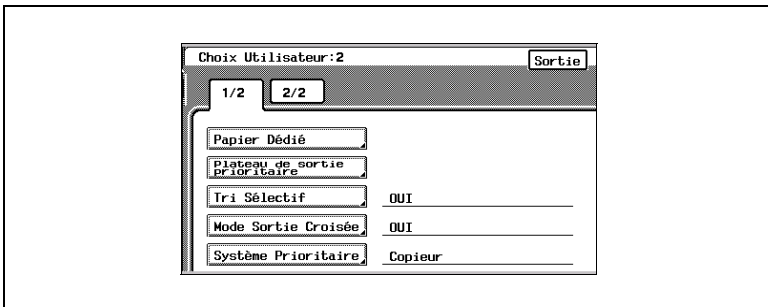 Choix Utilisateur:2
Sortie
1/2
2/2
Papier Dédié
Plateau de sortie
prioritaire
Tri Sélectif
OUI
Mode Sortie Croisée
OUI
Système Prioritaire
Copieur